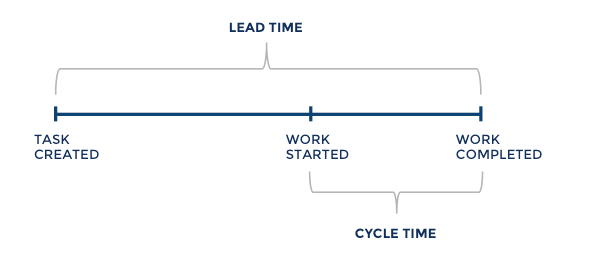 LEAD TIME
TASK
CREATED
WORK
STARTED
WORK
COMPLETED
CYCLE TIME